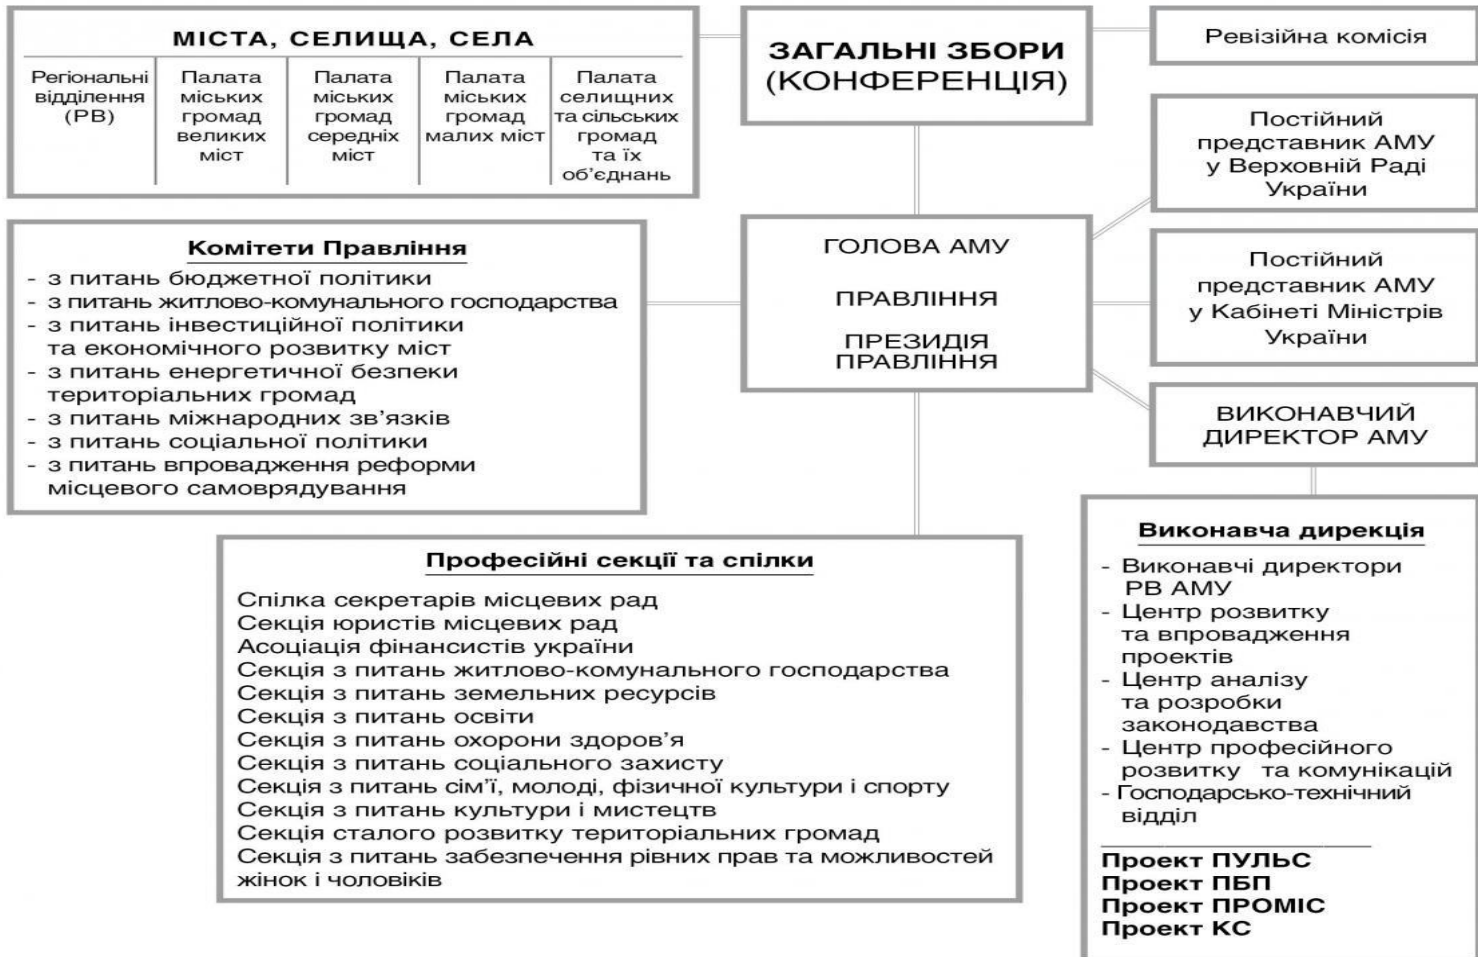 МІСТА, СЕЛИЩА, СЕЛА
Регіональні
відділення
(РВ)
Палата
міських
громад
великих
міст
Палата
міських
громад
середніх
міст
Палата
міських
громад
малих міст
Палата
селищних
та сільських
громад
та їх
об’єднань
ЗАГАЛЬНІ ЗБОРИ
(КОНФЕРЕНЦІЯ)
Ревізійна комісія
Постійний
представник АМУ
у Верховній Раді
України
Комітети Правління
- з питань бюджетної політики
- з питань житлово-комунального господарства
- з питань інвестиційної політики
та економічного розвитку міст
- з питань енергетичної безпеки
територіальних громад
- з питань міжнародних зв’язків
- з питань соціальної політики
- з питань впровадження реформи
місцевого самоврядування
ГОЛОВА АМУ
ПРАВЛІННЯ
ПРЕЗИДІЯ
ПРАВЛІННЯ
Постійний
представник АМУ
у Кабінеті Міністрів
України
ВИКОНАВЧИЙ
ДИРЕКТОР АМУ
Професійні секції та спілки
Спілка секретарів місцевих рад
Секція юристів місцевих рад
Асоціація фінансистів україни
Секція з питань житлово-комунального господарства
Секція з питань земельних ресурсів
Секція з питань освіти
Секція з питань охорони здоров’я
Секція з питань соціального захисту
Секція з питань сім’ї, молоді, фізичної культури і спорту
Секція з питань культури і мистецтв
Секція сталого розвитку територіальних громад
Секція з питань забезпечення рівних прав та можливостей
жінок і чоловіків
Виконавча дирекція
- Виконавчі директори
РВ АМУ
- Центр розвитку
та впровадження
проектів
- Центр аналізу
та розробки
законодавства
- Центр професійного
розвитку та комунікацій
- Господарсько-технічний
відділ
Проект ПУЛЬС
Проект ПБП
Проект ПРОМІС
Проект КС